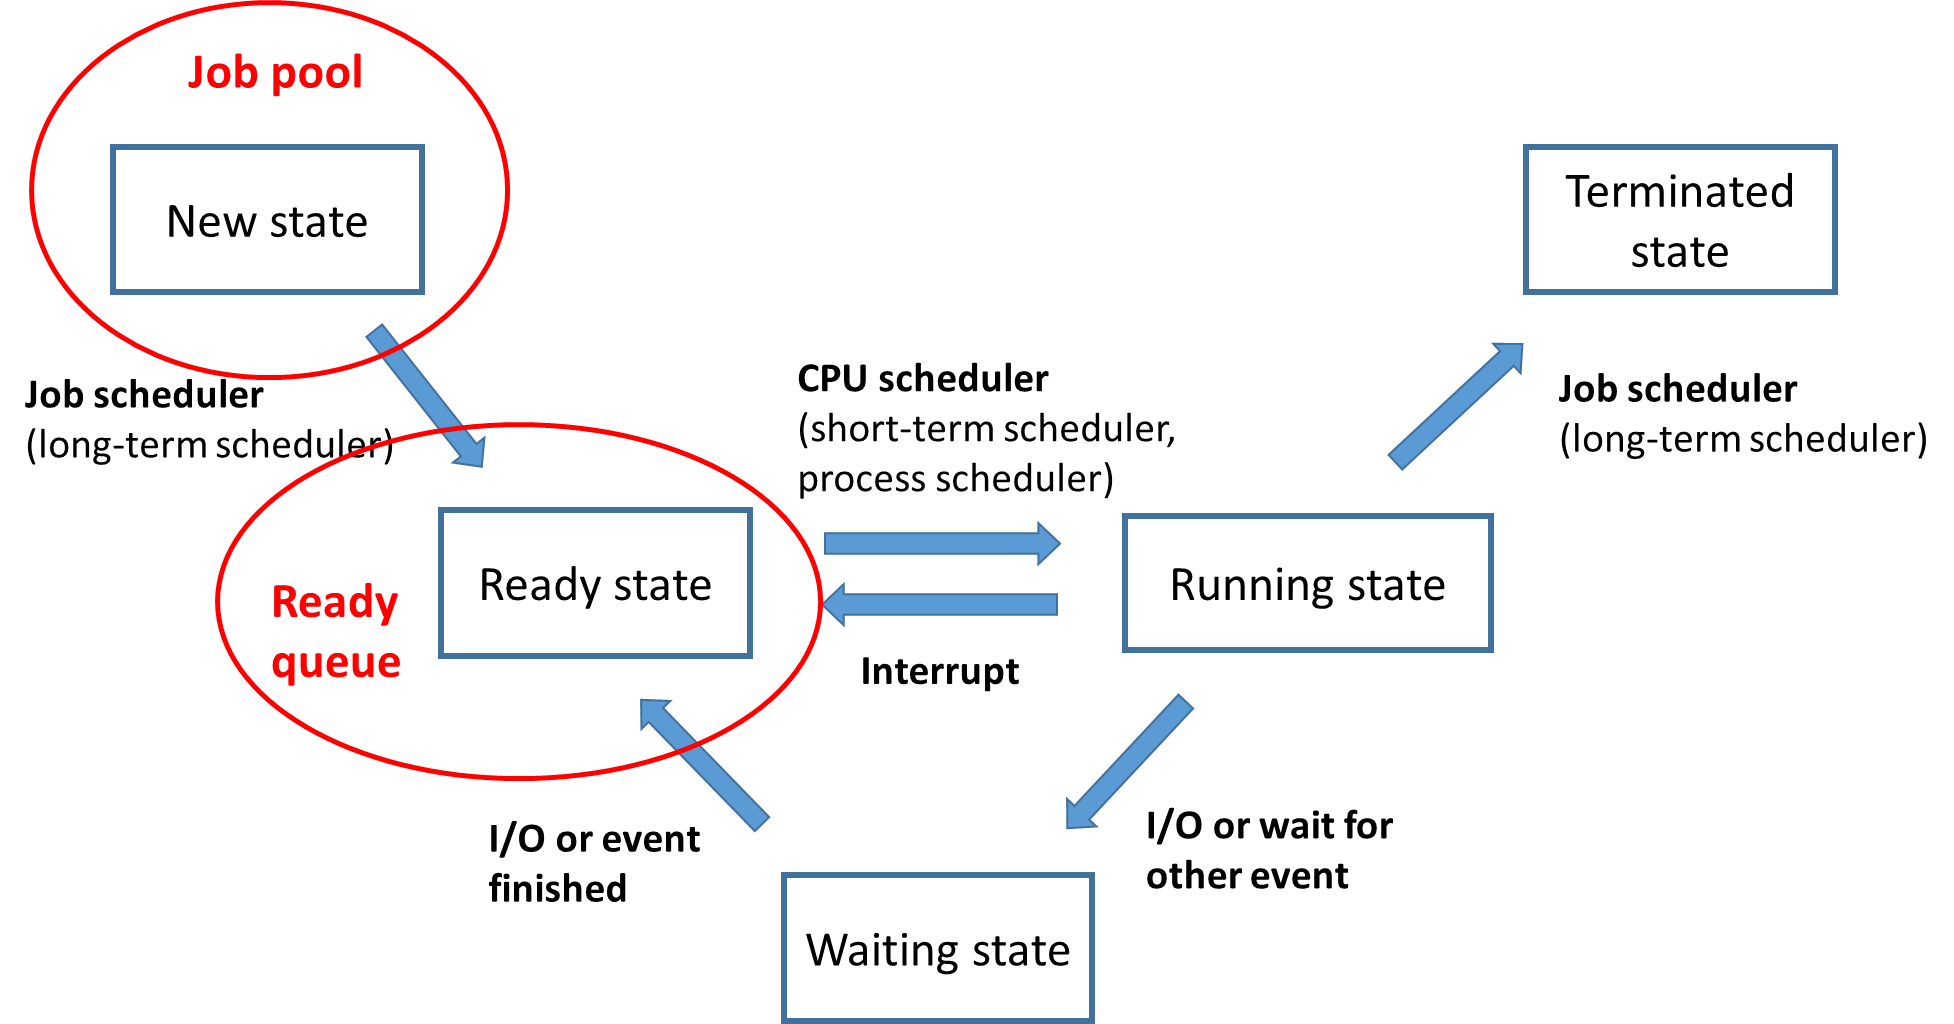 Job pool
New state
Terminated
state
Job scheduler
(long-term scheduler)
CPU scheduler
(short-term scheduler,
process scheduler)
Job scheduler
(long-term scheduler)
Ready state
Ready
queue
Running state
Interrupt
I/O or event
finished
I/O or wait for
other event
Waiting state